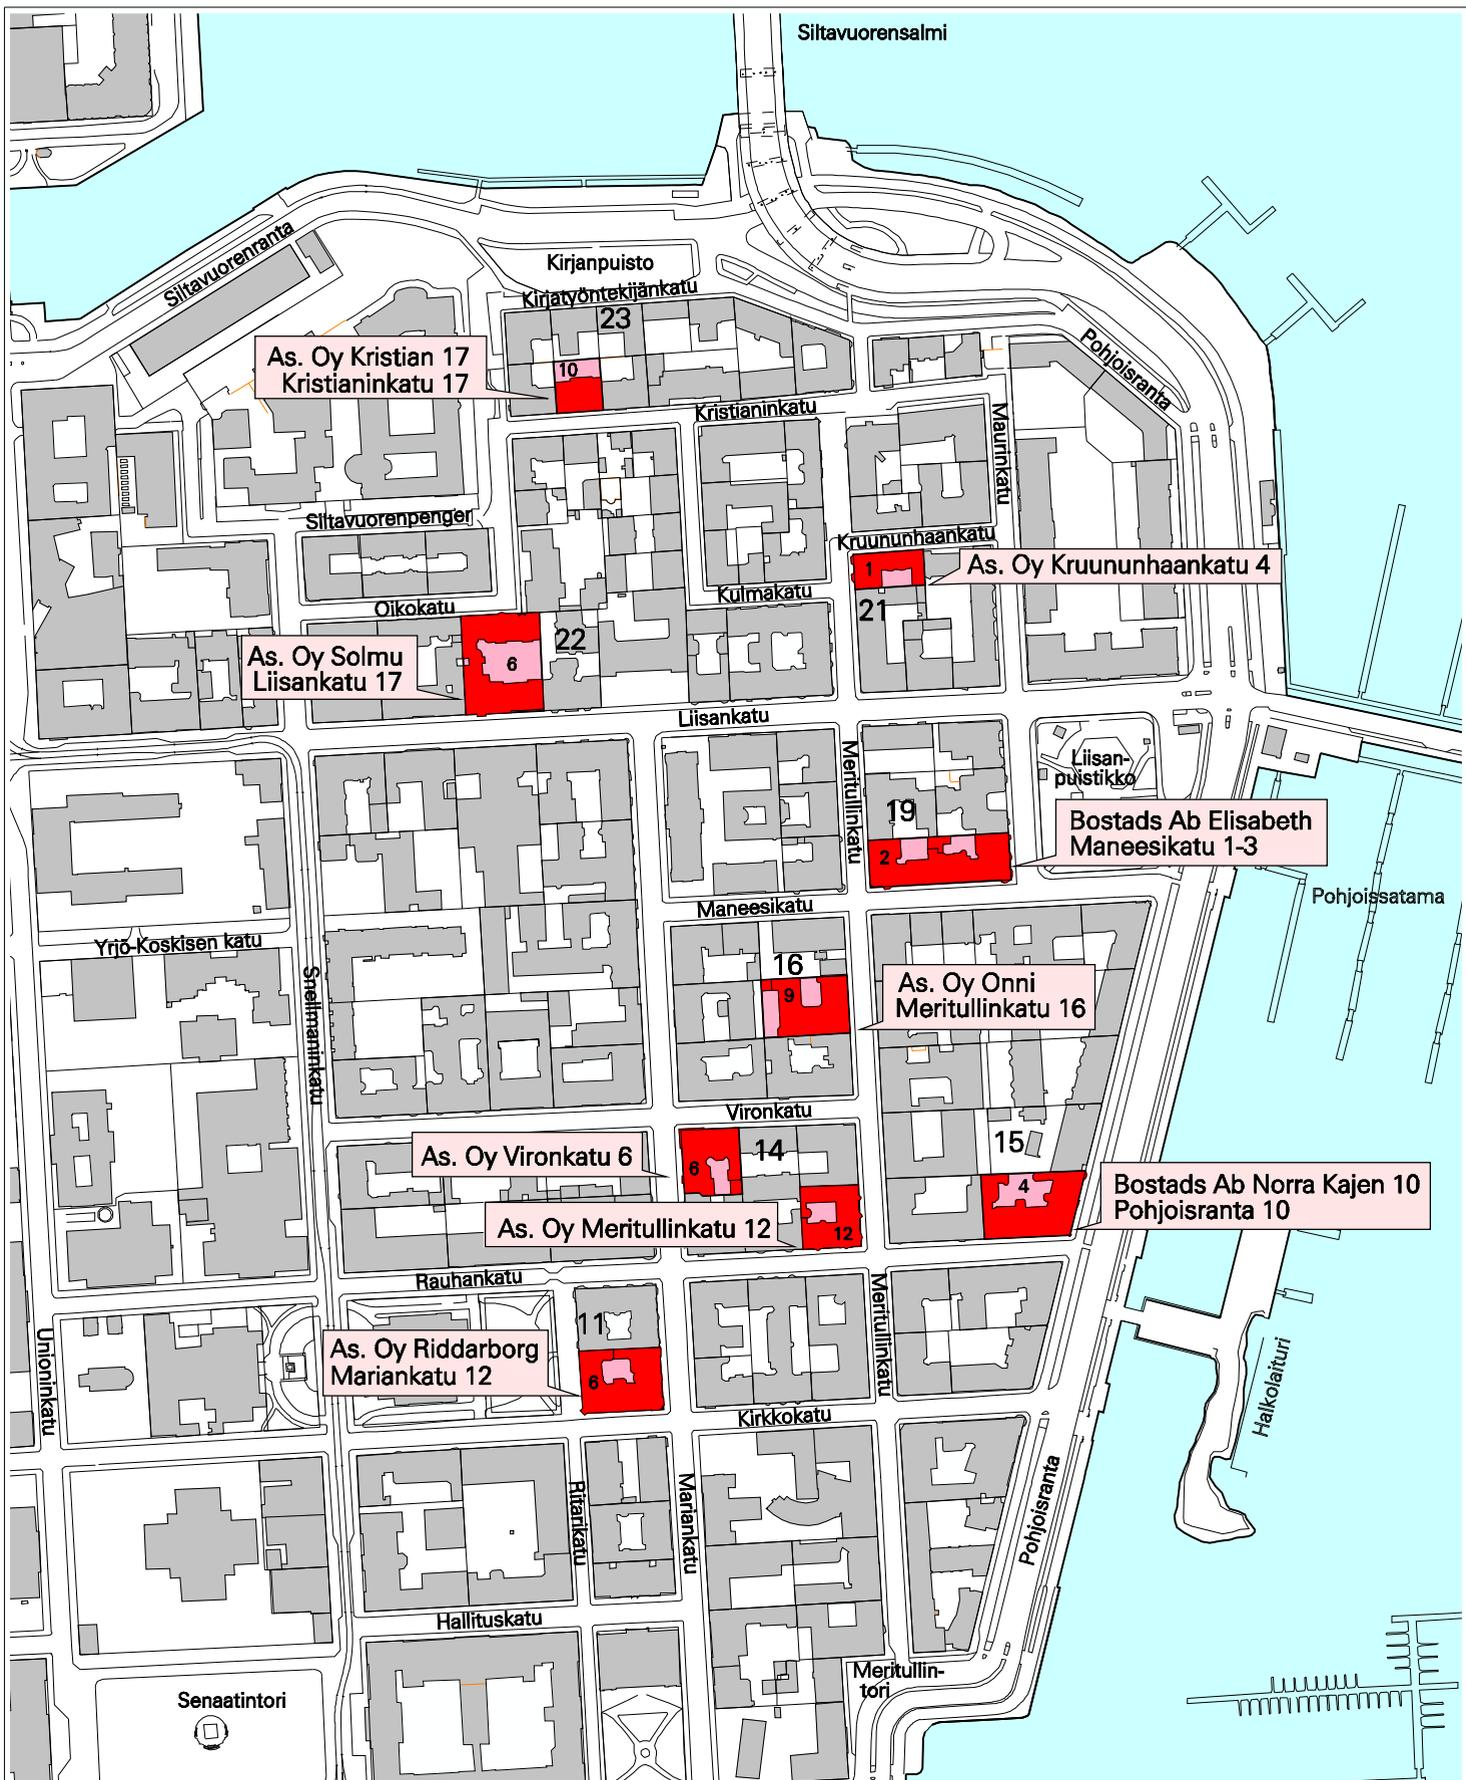 Siltavuorensalmi
Siltavuorenranta
Kirjanpuisto
Kirjatyöntekijänkatu
23
Pohjoisranta
As. Oy Kristian 17
Kristianinkatu 17
10
Kristianinkatu
Maurinkatu
Siltavuorenpenger
Kruununhaankatu
1
As. Oy Kruununhaankatu 4
Kulmakatu
Oikokatu
21
22
As. Oy Solmu
Liisankatu 17
6
Liisankatu
Meritullinkatu
Liisan-
puistikko
19
2
Bostads Ab Elisabeth
Maneesikatu 1-3
Pohjoissatama
Maneesikatu
Yrjö-Koskisen katu
Snellmaninkatu
16
9
As. Oy Onni
Meritullinkatu 16
Vironkatu
As. Oy Vironkatu 6
6
14
15
4
Bostads Ab Norra Kajen 10
Pohjoisranta 10
As. Oy Meritullinkatu 12
12
Rauhankatu
Meritullinkatu
Unioninkatu
11
As. Oy Riddarborg
Mariankatu 12
6
Halkolaituri
Kirkkokatu
Ritarikatu
Mariankatu
Pohjoisranta
Hallituskatu
Meritullin-
tori
Senaatintori